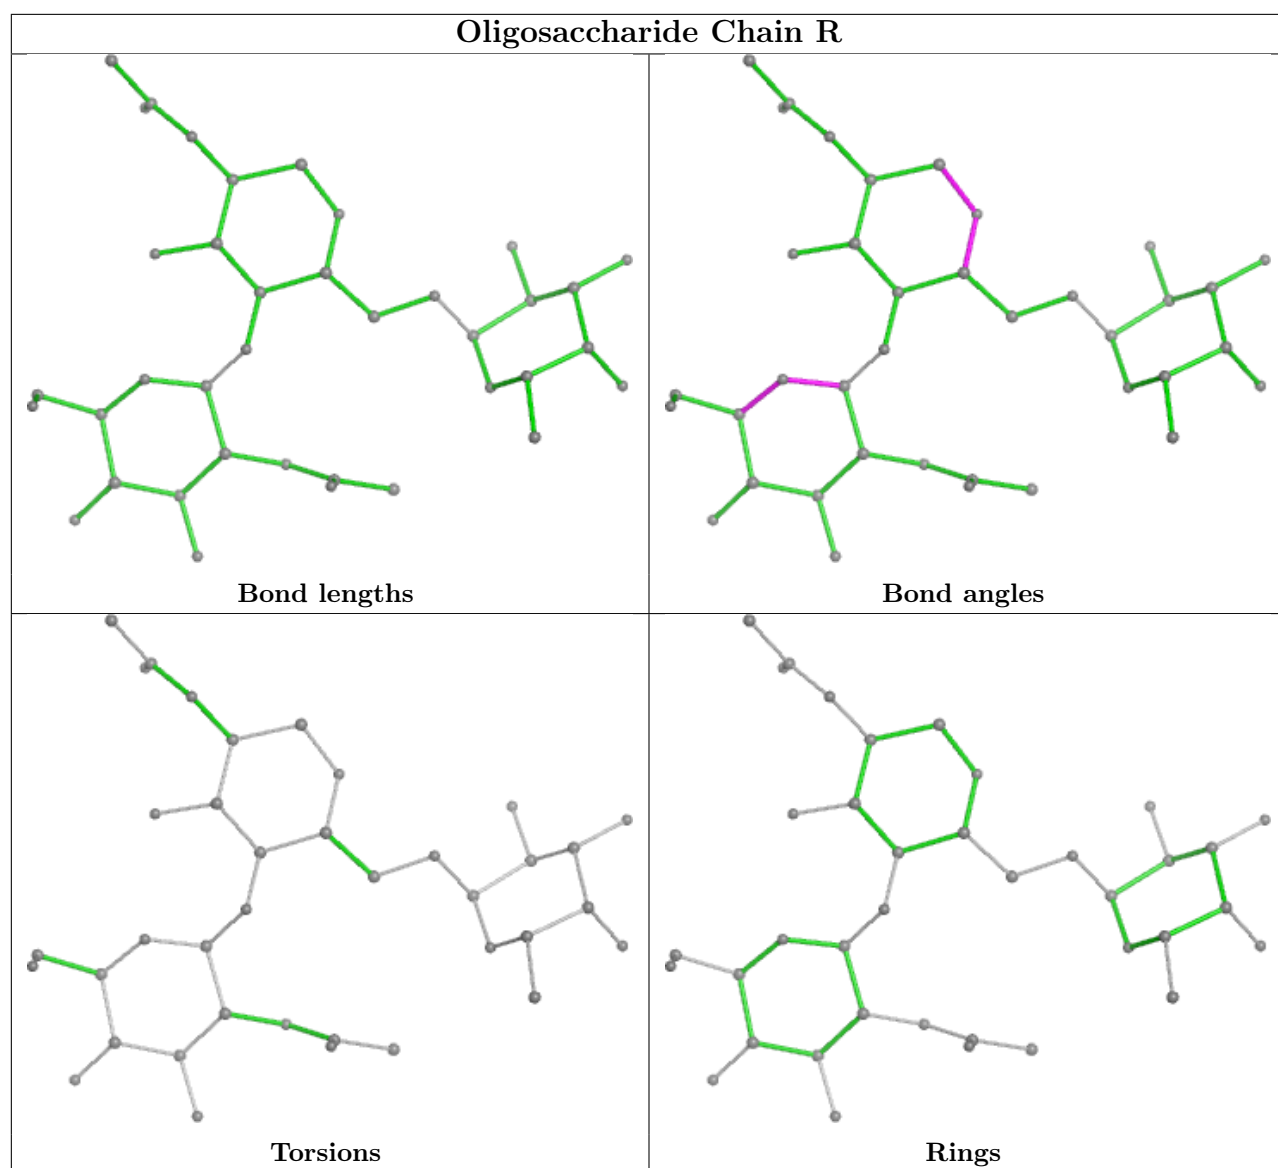 Oligosaccharide Chain R
Bond lengths
Bond angles
Torsions
Rings